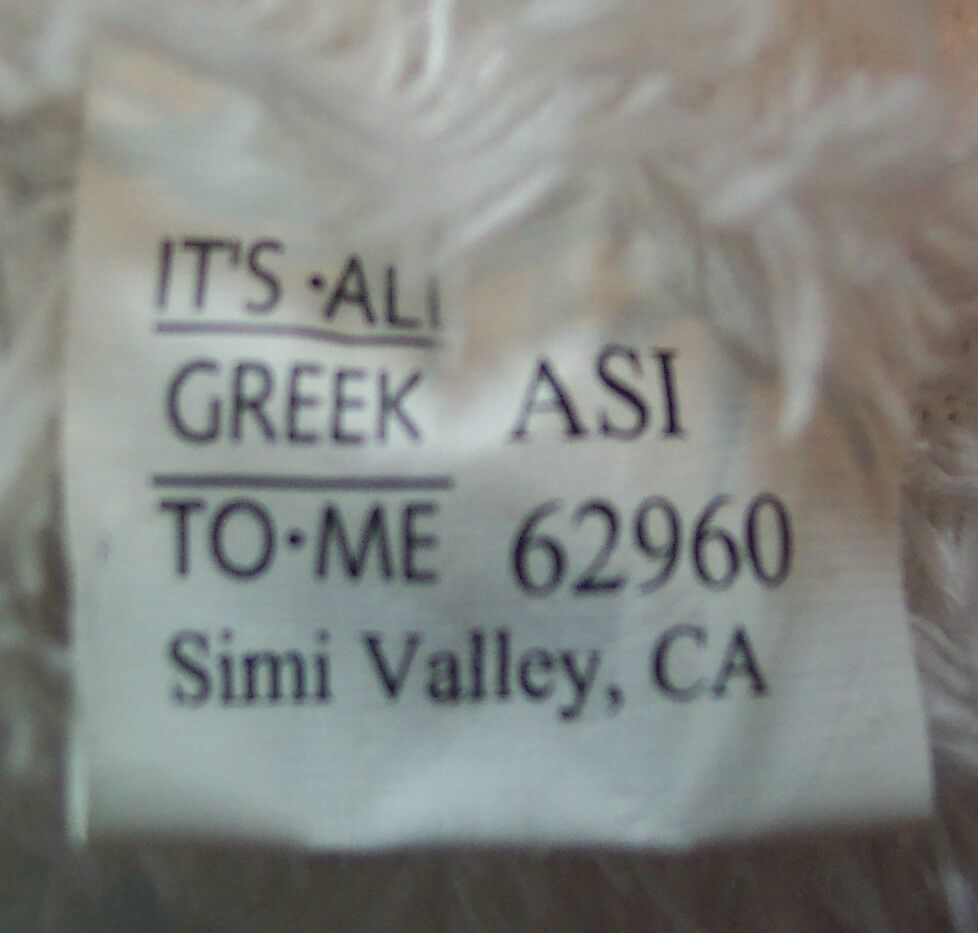 IT'S·ALL
GREEK ASI
TO·ME 62960
Simi Valley, CA